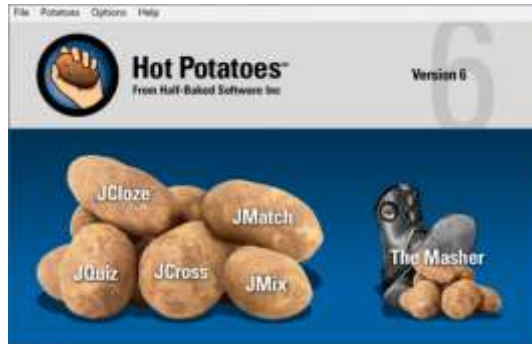 File Potatoes Options Help
Hot Potatoes™
From Half-Baked Software Inc
Version 6
6
JCloze
JMatch
JQuiz
JCross
JMix
The Masher